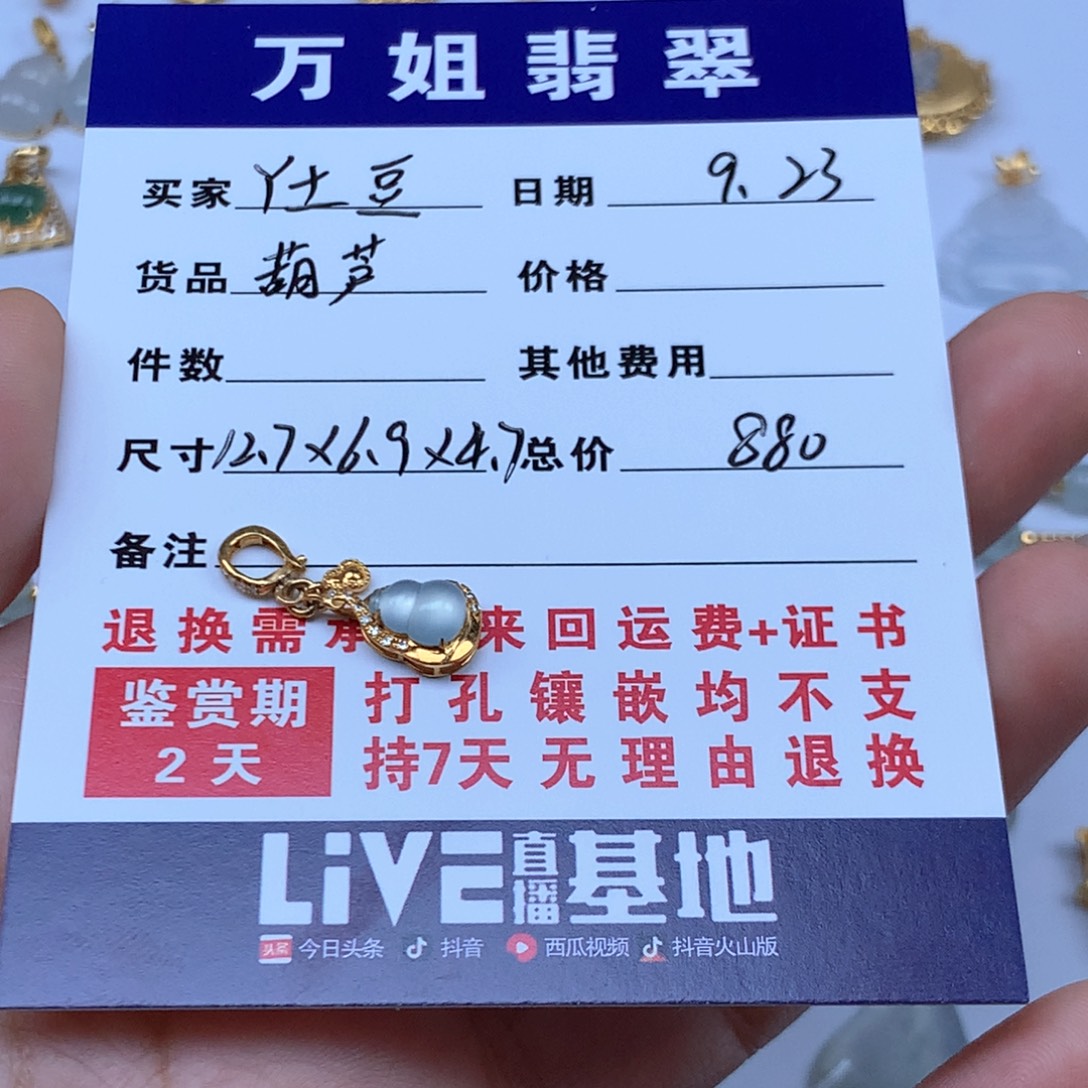 万姐翡翠
买家 丫土豆 日期 9.23
货品 葫芦 价格
件数 其他费用
尺寸 12.7×6.9×4.7 总价 880
备注
退换需承 来回运费+证书
鉴赏期 打孔镶嵌均不支
2天 持7天无理由退换
LiVE直播基地
头条 今日头条 抖音 西瓜视频 抖音火山版